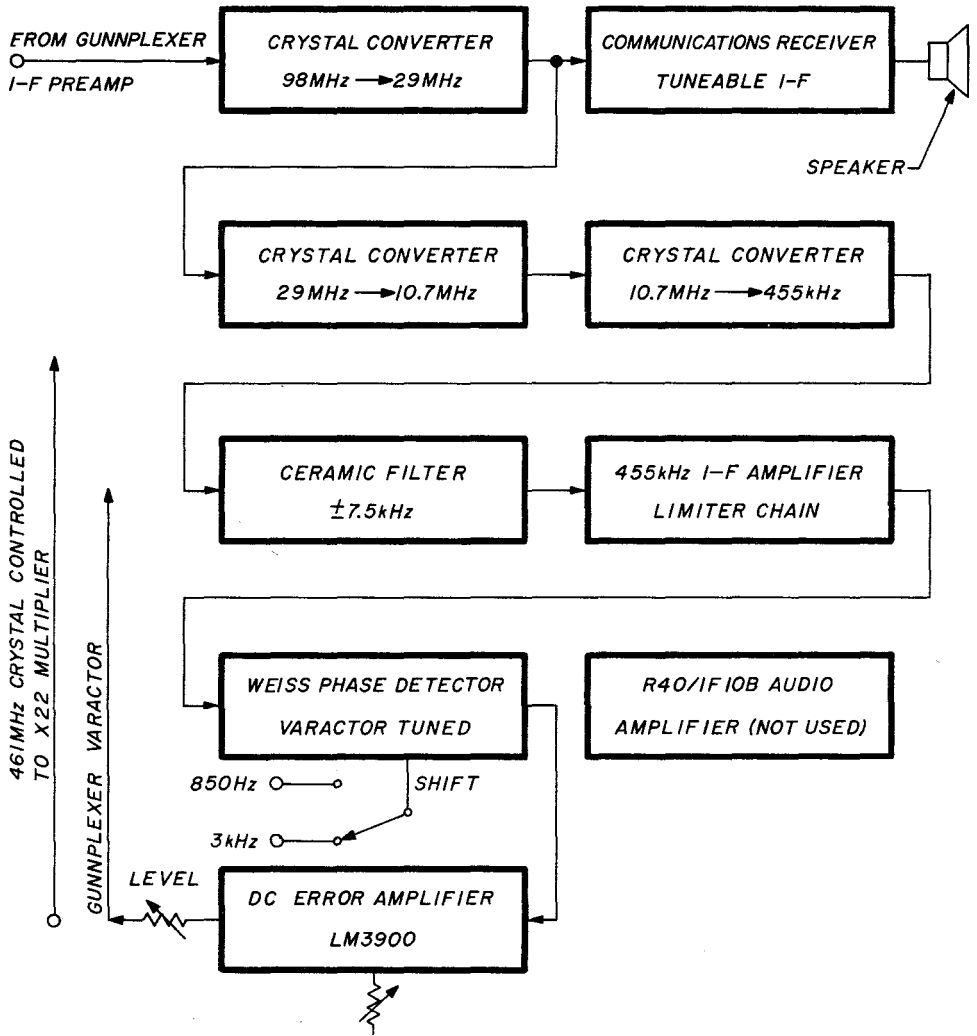 FROM GUNNPLEXER
I-F PREAMP
CRYSTAL CONVERTER
98MHz → 29MHz
COMMUNICATIONS RECEIVER
TUNEABLE I-F
SPEAKER
CRYSTAL CONVERTER
29MHz → 10.7MHz
CRYSTAL CONVERTER
10.7MHz → 455kHz
CERAMIC FILTER
±7.5kHz
455kHz I-F AMPLIFIER
LIMITER CHAIN
461MHz CRYSTAL CONTROLLED
TO X22 MULTIPLIER
GUNNPLEXER VARACTOR
WEISS PHASE DETECTOR
VARACTOR TUNED
R40/IF10B AUDIO
AMPLIFIER (NOT USED)
850Hz
SHIFT
3kHz
LEVEL
DC ERROR AMPLIFIER
LM3900